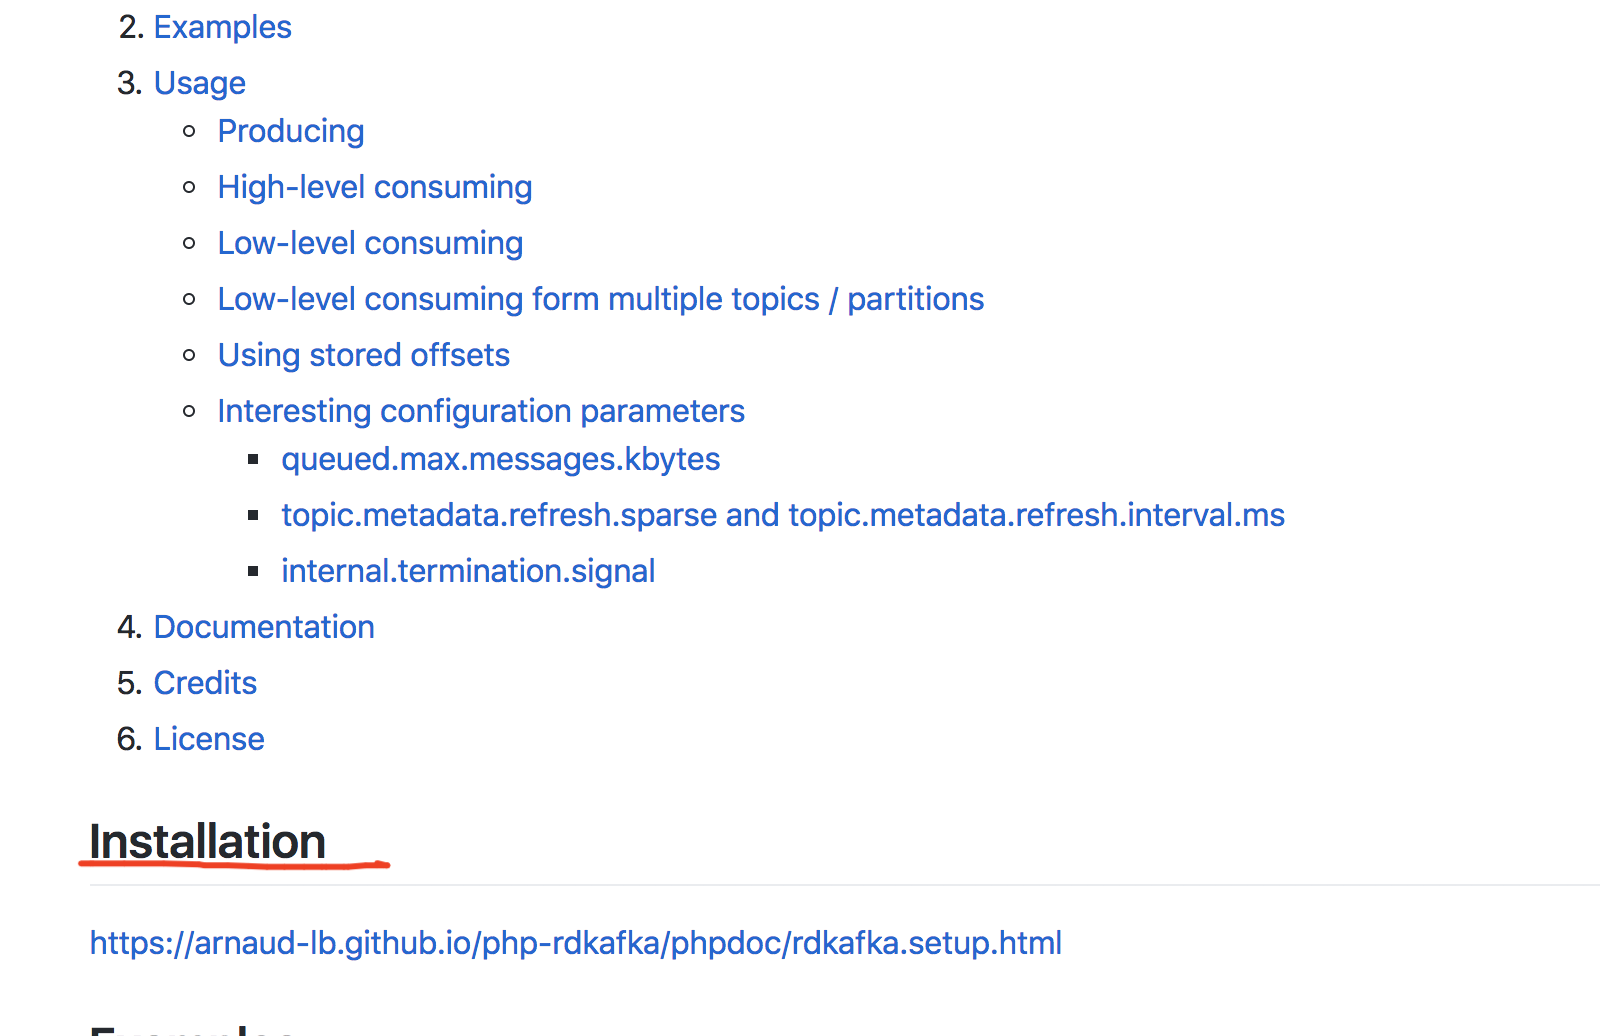 2. Examples
3. Usage
Producing
High-level consuming
Low-level consuming
Low-level consuming form multiple topics / partitions
Using stored offsets
Interesting configuration parameters
queued.max.messages.kbytes
topic.metadata.refresh.sparse and topic.metadata.refresh.interval.ms
internal.termination.signal
4. Documentation
5. Credits
6. License
Installation
https://arnaud-lb.github.io/php-rdkafka/phpdoc/rdkafka.setup.html